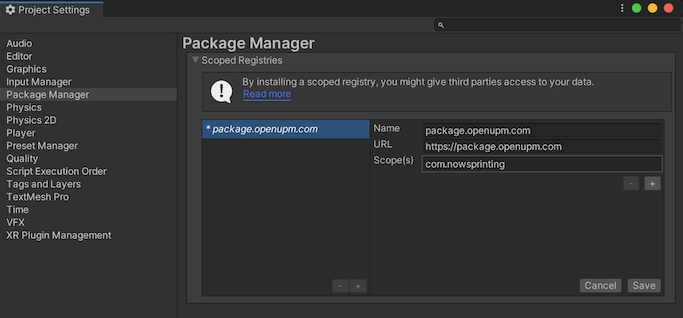 Project Settings
Audio
Editor
Graphics
Input Manager
Package Manager
Physics
Physics 2D
Player
Preset Manager
Quality
Script Execution Order
Tags and Layers
TextMesh Pro
Time
VFX
XR Plugin Management
Package Manager
Scoped Registries
By installing a scoped registry, you might give third parties access to your data.
Read more
* package.openupm.com
Name package.openupm.com
URL https://package.openupm.com
Scope(s) com.nowsprinting
Cancel Save